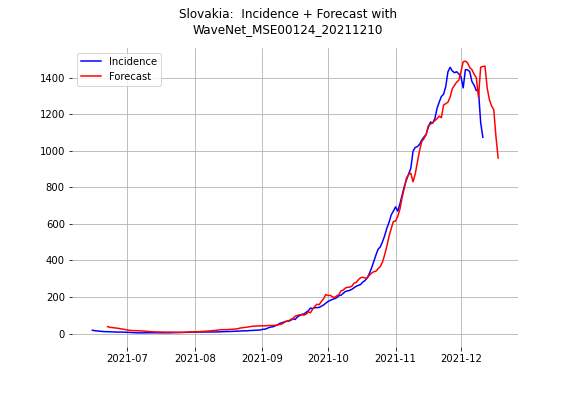 Slovakia: Incidence + Forecast with
WaveNet_MSE00124_20211210
Incidence
Forecast
1400
1200
1000
800
600
400
200
0
2021-07 2021-08 2021-09 2021-10 2021-11 2021-12